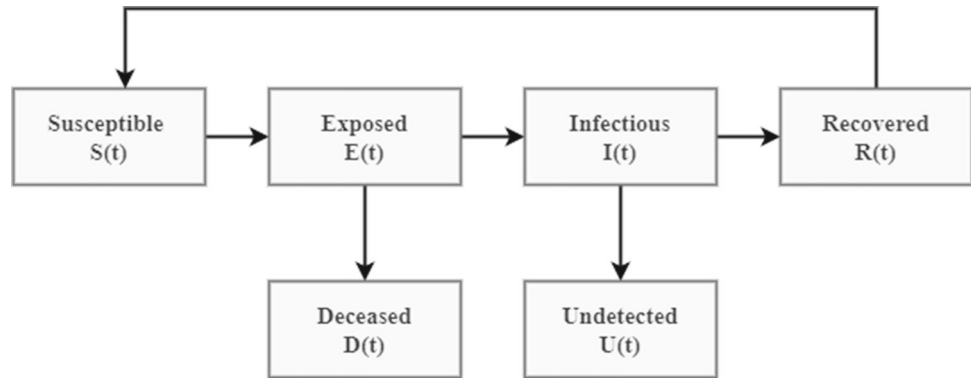 Susceptible
S(t)
Exposed
E(t)
Infectious
I(t)
Recovered
R(t)
Deceased
D(t)
Undetected
U(t)